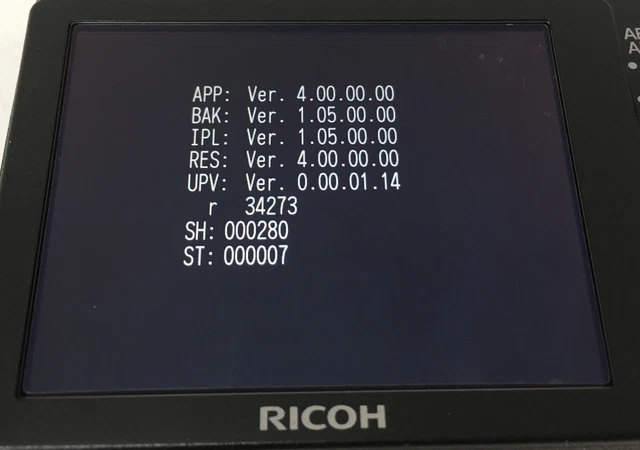 APP: Ver. 4.00.00.00
BAK: Ver. 1.05.00.00
IPL: Ver. 1.05.00.00
RES: Ver. 4.00.00.00
UPV: Ver. 0.00.01.14
r 34273
SH: 000280
ST: 000007
RICOH